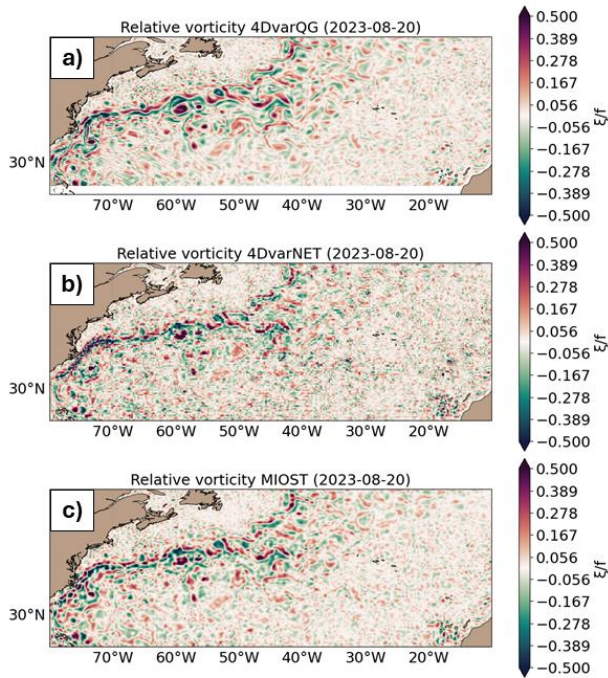 Relative vorticity 4DvarQG (2023-08-20)
a)
30°N
70°W 60°W 50°W 40°W 30°W 20°W
0.500
0.389
0.278
0.167
0.056
−0.056
−0.167
−0.278
−0.389
−0.500
ξ/f
Relative vorticity 4DvarNET (2023-08-20)
b)
30°N
70°W 60°W 50°W 40°W 30°W 20°W
0.500
0.389
0.278
0.167
0.056
−0.056
−0.167
−0.278
−0.389
−0.500
ξ/f
Relative vorticity MIOST (2023-08-20)
c)
30°N
70°W 60°W 50°W 40°W 30°W 20°W
0.500
0.389
0.278
0.167
0.056
−0.056
−0.167
−0.278
−0.389
−0.500
ξ/f